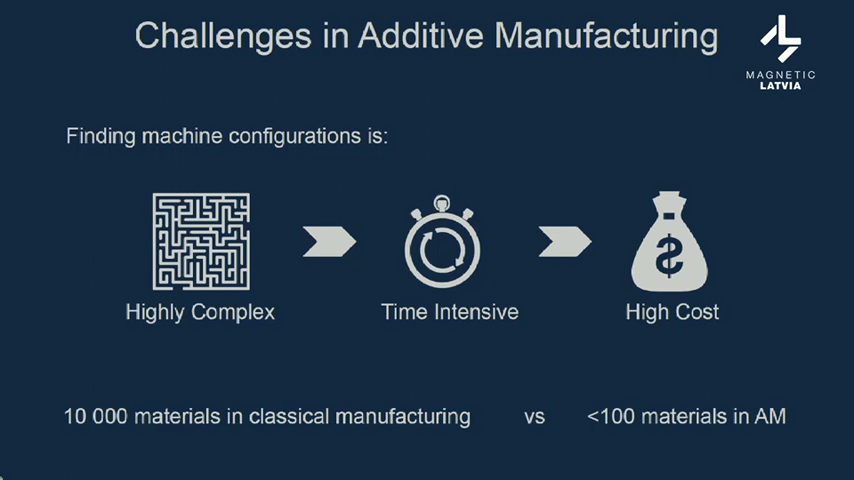 Challenges in Additive Manufacturing
MAGNETIC
LATVIA
Finding machine configurations is:
Highly Complex
Time Intensive
High Cost
10 000 materials in classical manufacturing vs <100 materials in AM